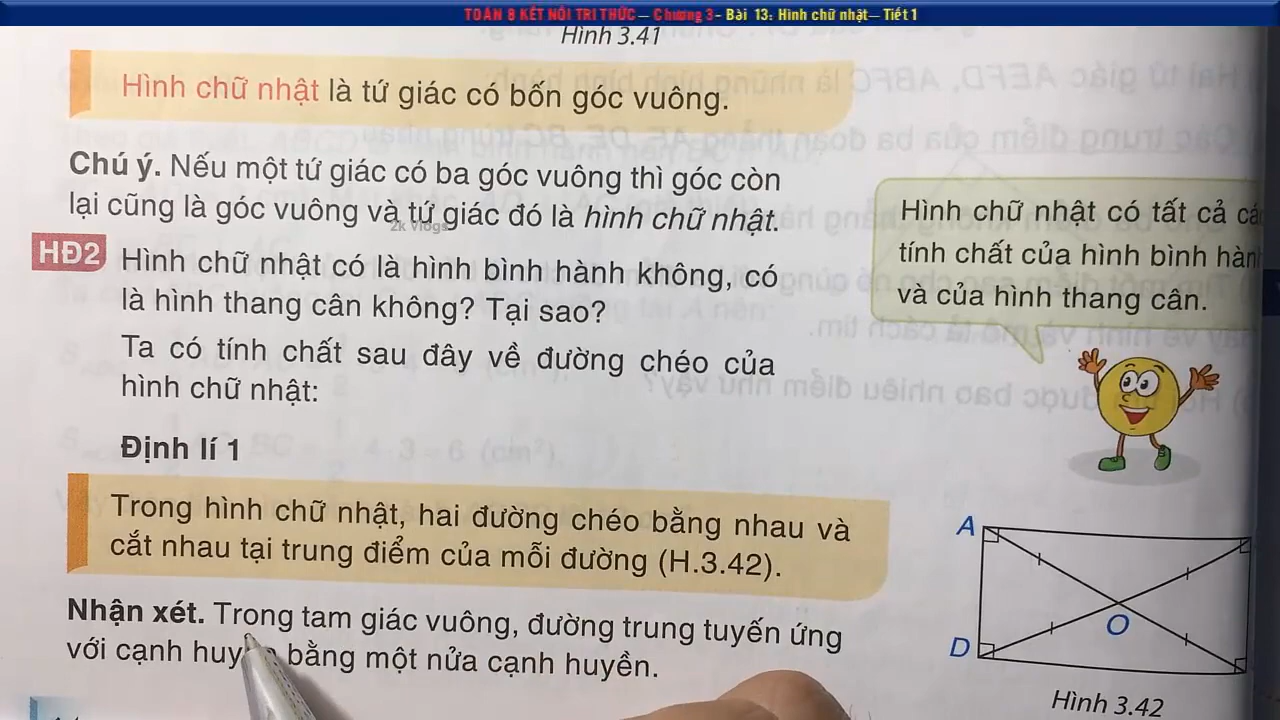 TOÁN 8 KẾT NỐI TRI THỨC – Chương 3 - Bài 13: Hình chữ nhật – Tiết 1
Hình 3.41
Hình chữ nhật là tứ giác có bốn góc vuông.
Chú ý. Nếu một tứ giác có ba góc vuông thì góc còn
lại cũng là góc vuông và tứ giác đó là hình chữ nhật.
2k Vlogs
HĐ2 Hình chữ nhật có là hình bình hành không, có
là hình thang cân không? Tại sao?
Ta có tính chất sau đây về đường chéo của
hình chữ nhật:
Hình chữ nhật có tất cả
tính chất của hình bình
và của hình thang cân.
Định lí 1
Trong hình chữ nhật, hai đường chéo bằng nhau và
cắt nhau tại trung điểm của mỗi đường (H.3.42).
Nhận xét. Trong tam giác vuông, đường trung tuyến ứng
với cạnh bằng một nửa cạnh huyền.
A
O
D
Hình 3.42